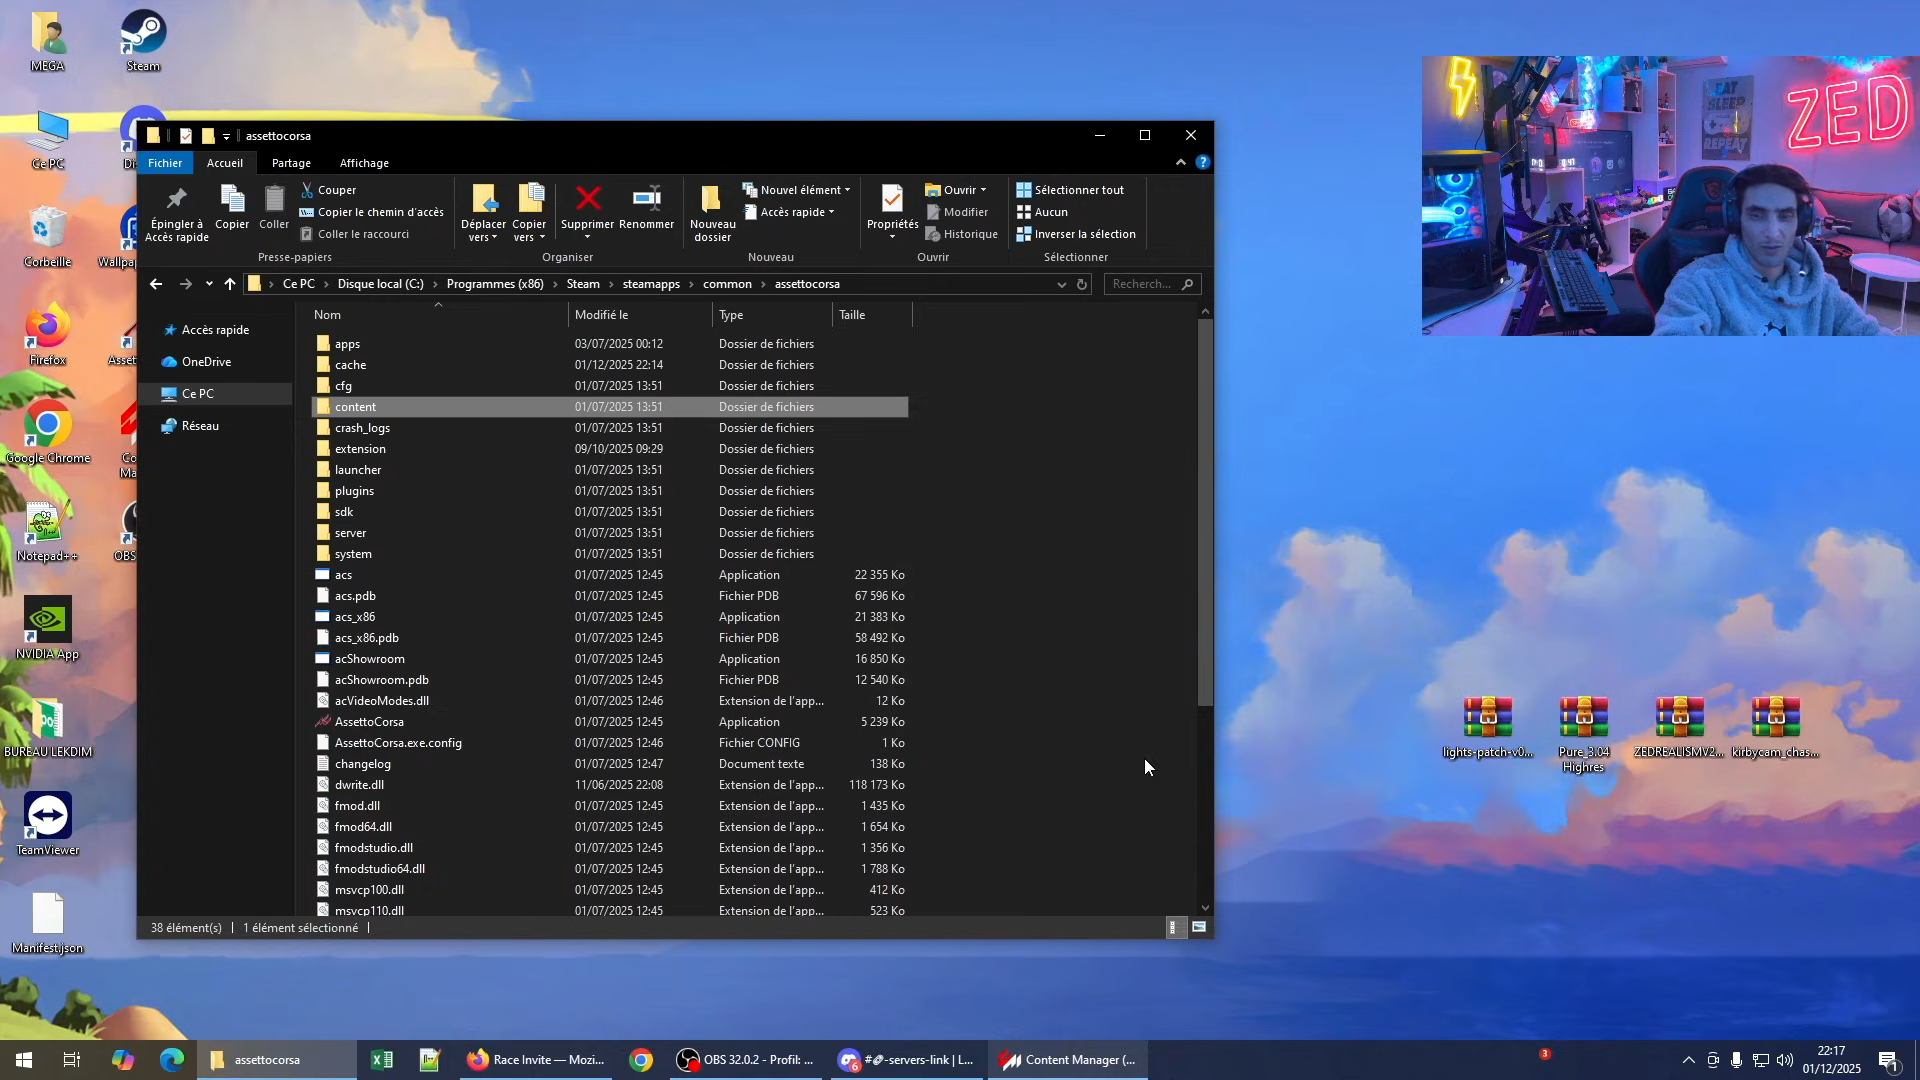 MEGA
Steam
Ce PC
Corbeille
Firefox
Google Chrome
Notepad++
NVIDIA App
BUREAU LEKDIM
TeamViewer
Manifest.json
assettocorsa
Fichier
Accueil
Partage
Affichage
Épingler à
Accès rapide
Copier
Coller
Couper
Copier le chemin d'accès
Coller le raccourci
Presse-papiers
Déplacer
vers
Copier
vers
Supprimer
Renommer
Organiser
Nouveau
dossier
Nouvel élément
Accès rapide
Nouveau
Propriétés
Ouvrir
Modifier
Historique
Ouvrir
Sélectionner tout
Aucun
Inverser la sélection
Sélectionner
Ce PC
Disque local (C:)
Programmes (x86)
Steam
steamapps
common
assettocorsa
Recherch...
Accès rapide
OneDrive
Ce PC
Réseau
Nom Modifié le Type Taille
apps 03/07/2025 00:12 Dossier de fichiers
cache 01/12/2025 22:14 Dossier de fichiers
cfg 01/07/2025 13:51 Dossier de fichiers
content 01/07/2025 13:51 Dossier de fichiers
crash_logs 01/07/2025 13:51 Dossier de fichiers
extension 09/10/2025 09:29 Dossier de fichiers
launcher 01/07/2025 13:51 Dossier de fichiers
plugins 01/07/2025 13:51 Dossier de fichiers
sdk 01/07/2025 13:51 Dossier de fichiers
server 01/07/2025 13:51 Dossier de fichiers
system 01/07/2025 13:51 Dossier de fichiers
acs 01/07/2025 12:45 Application 22 355 Ko
acs.pdb 01/07/2025 12:45 Fichier PDB 67 596 Ko
acs_x86 01/07/2025 12:45 Application 21 383 Ko
acs_x86.pdb 01/07/2025 12:45 Fichier PDB 58 492 Ko
acShowroom 01/07/2025 12:45 Application 16 850 Ko
acShowroom.pdb 01/07/2025 12:45 Fichier PDB 12 540 Ko
acVideoModes.dll 01/07/2025 12:46 Extension de l'app... 12 Ko
AssettoCorsa 01/07/2025 12:45 Application 5 239 Ko
AssettoCorsa.exe.config 01/07/2025 12:46 Fichier CONFIG 1 Ko
changelog 01/07/2025 12:47 Document texte 138 Ko
dwrite.dll 11/06/2025 22:08 Extension de l'app... 118 173 Ko
fmod.dll 01/07/2025 12:45 Extension de l'app... 1 435 Ko
fmod64.dll 01/07/2025 12:45 Extension de l'app... 1 654 Ko
fmodstudio.dll 01/07/2025 12:45 Extension de l'app... 1 356 Ko
fmodstudio64.dll 01/07/2025 12:45 Extension de l'app... 1 788 Ko
msvcp100.dll 01/07/2025 12:45 Extension de l'app... 412 Ko
msvcp110.dll 01/07/2025 12:45 Extension de l'app... 523 Ko
38 élément(s)
1 élément sélectionné
EAT
SLEEP
REPEAT
ZED
lights-patch-v0...
Pure_3.04
Highres
ZEDREALISMV2...
kirbycam_chas...
assettocorsa
Race Invite — Mozi...
OBS 32.0.2 - Profil: ...
6
-servers-link | L...
Content Manager (...
3
22:17
01/12/2025
1